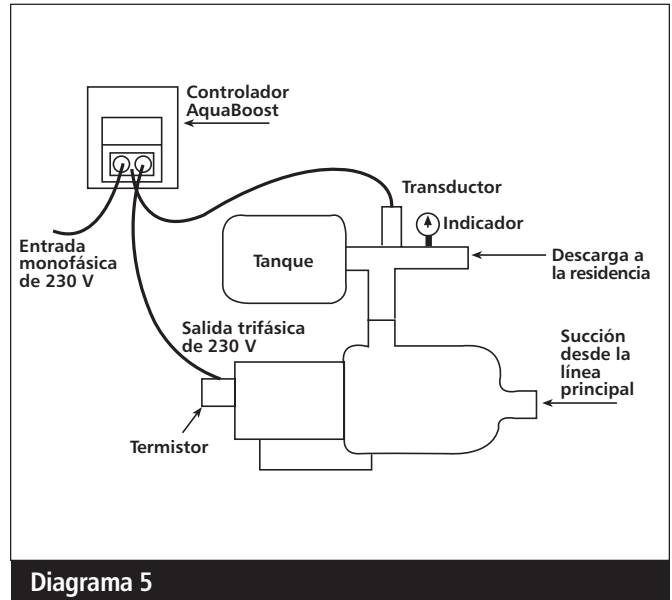 Controlador
AquaBoost
Transductor
Indicador
Entrada
monofásica
de 230 V
Tanque
Descarga a
la residencia
Salida trifásica
de 230 V
Succión
desde la
línea
principal
Termistor
Diagrama 5